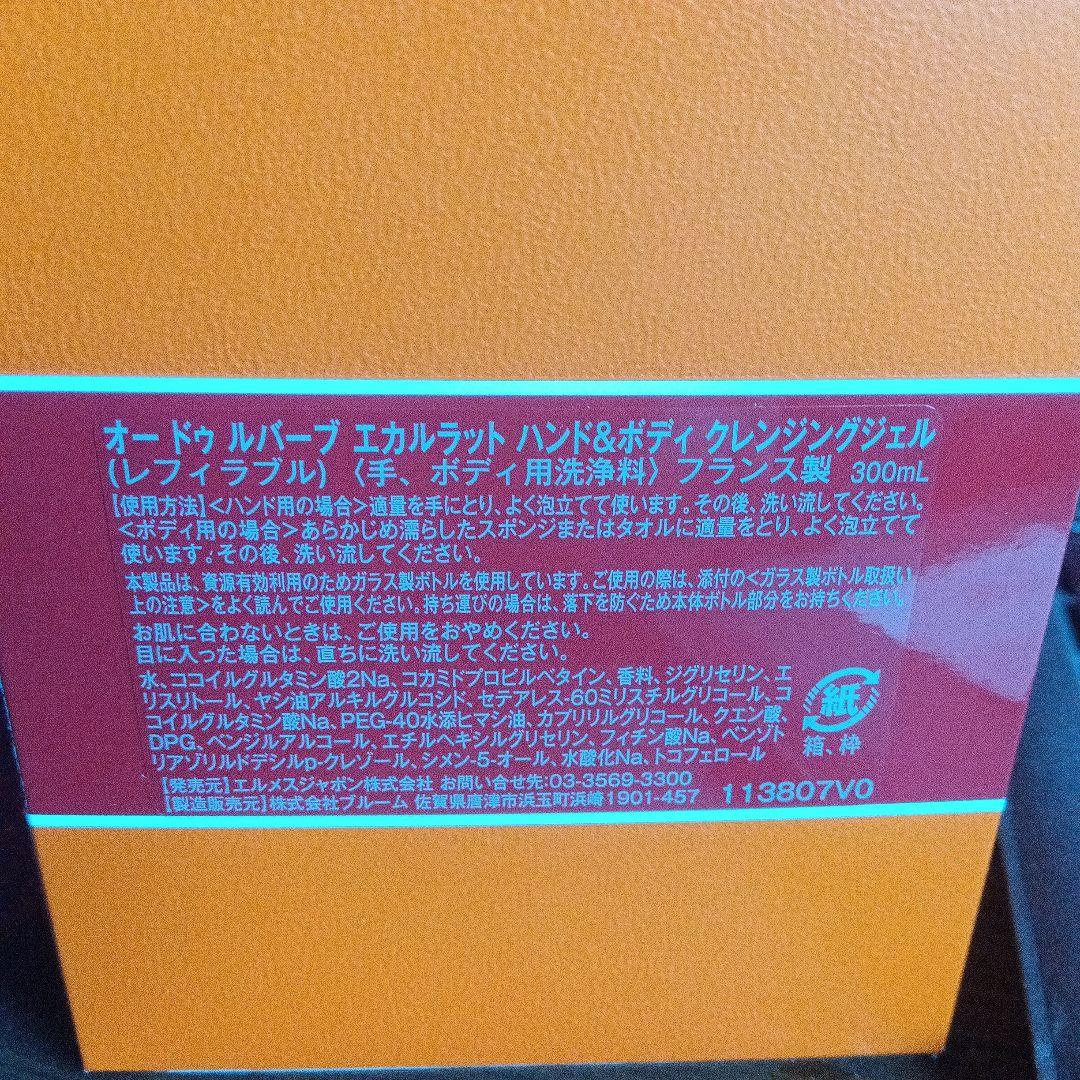 オー ドゥ ルバーブ エカルラット ハンド&ボディ クレンジングジェル
(レフィラブル) 〈手、ボディ用洗浄料〉 フランス製 300mL
【使用方法】<ハンド用の場合>適量を手にとり、よく泡立てて使います。その後、洗い流してください。
<ボディ用の場合>あらかじめ濡らしたスポンジまたはタオルに適量をとり、よく泡立てて
使います。その後、洗い流してください。
本製品は、資源有効利用のためガラス製ボトルを使用しています。ご使用の際は、添付の<ガラス製ボトル取扱い
上の注意>をよく読んでご使用ください。持ち運びの場合は、落下を防ぐため本体ボトル部分をお持ちください。
お肌に合わないときは、ご使用をおやめください。
目に入った場合は、直ちに洗い流してください。
水、ココイルグルタミン酸2Na、コカミドプロピルベタイン、香料、ジグリセリン、エ
リスリトール、ヤシ油アルキルグルコシド、セテアレス-60ミリスチルグリコール、コ
コイルグルタミン酸Na、PEG-40水添ヒマシ油、カプリリルグリコール、クエン酸、
DPG、ベンジルアルコール、エチルヘキシルグリセリン、フィチン酸Na、ベンゾト
リアゾリルドデシルp-クレゾール、シメン-5-オール、水酸化Na、トコフェロール
紙
箱、枠
【発売元】エルメスジャポン株式会社 お問い合せ先:03-3569-3300
【製造販売元】株式会社ブルーム 佐賀県唐津市浜玉町浜崎1901-457 113807V0